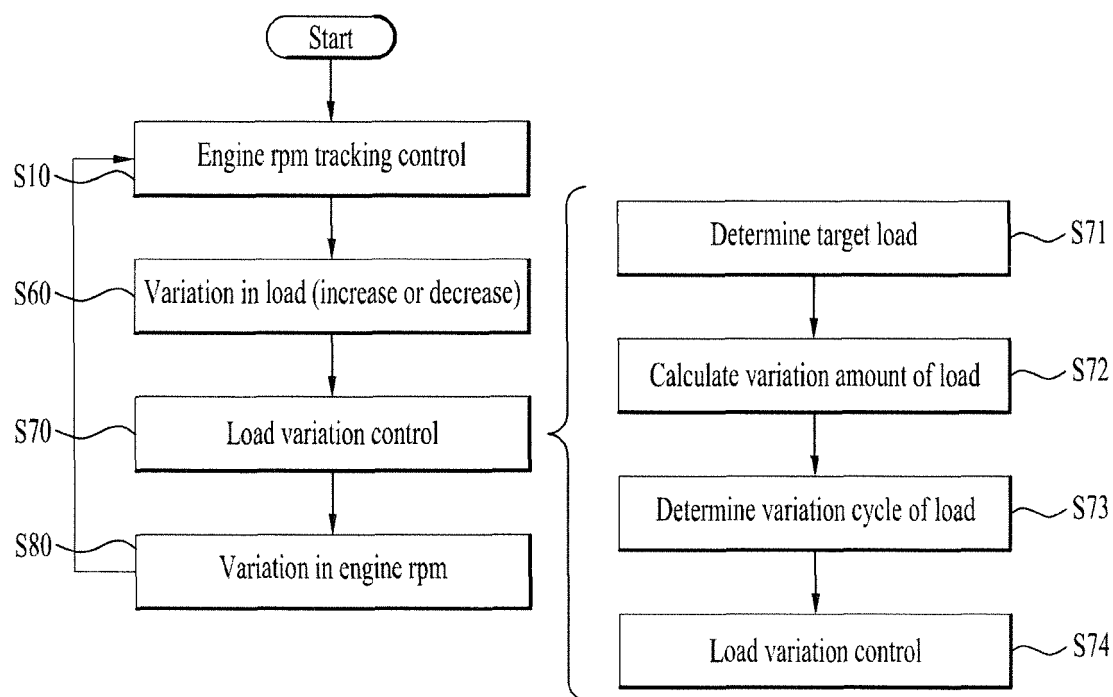 Start
S10
Engine rpm tracking control
S60
Variation in load (increase or decrease)
S70
Load variation control
S80
Variation in engine rpm
Determine target load
S71
Calculate variation amount of load
S72
Determine variation cycle of load
S73
Load variation control
S74